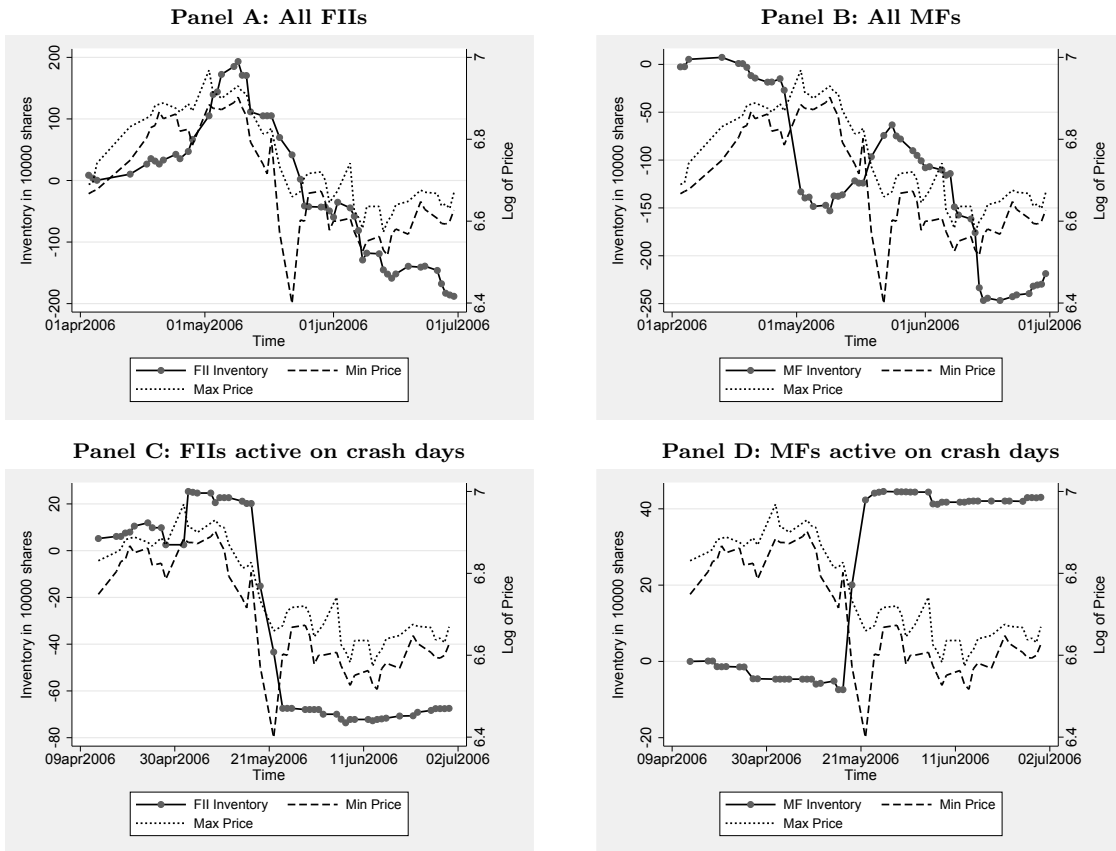 Panel A: All FIIs
Inventory in 10000 shares
200
100
0
-100
-200
7
6.8
6.6
6.4
Log of Price
01apr2006 01may2006 01jun2006 01jul2006
Time
FII Inventory Min Price
Max Price
Panel B: All MFs
Inventory in 10000 shares
0
-50
-100
-150
-200
-250
7
6.8
6.6
6.4
Log of Price
01apr2006 01may2006 01jun2006 01jul2006
Time
MF Inventory Min Price
Max Price
Panel C: FIIs active on crash days
Inventory in 10000 shares
20
0
-20
-40
-60
-80
7
6.8
6.6
6.4
Log of Price
09apr2006 30apr2006 21may2006 11jun2006 02jul2006
Time
FII Inventory Min Price
Max Price
Panel D: MFs active on crash days
Inventory in 10000 shares
40
20
0
-20
7
6.8
6.6
6.4
Log of Price
09apr2006 30apr2006 21may2006 11jun2006 02jul2006
Time
MF Inventory Min Price
Max Price